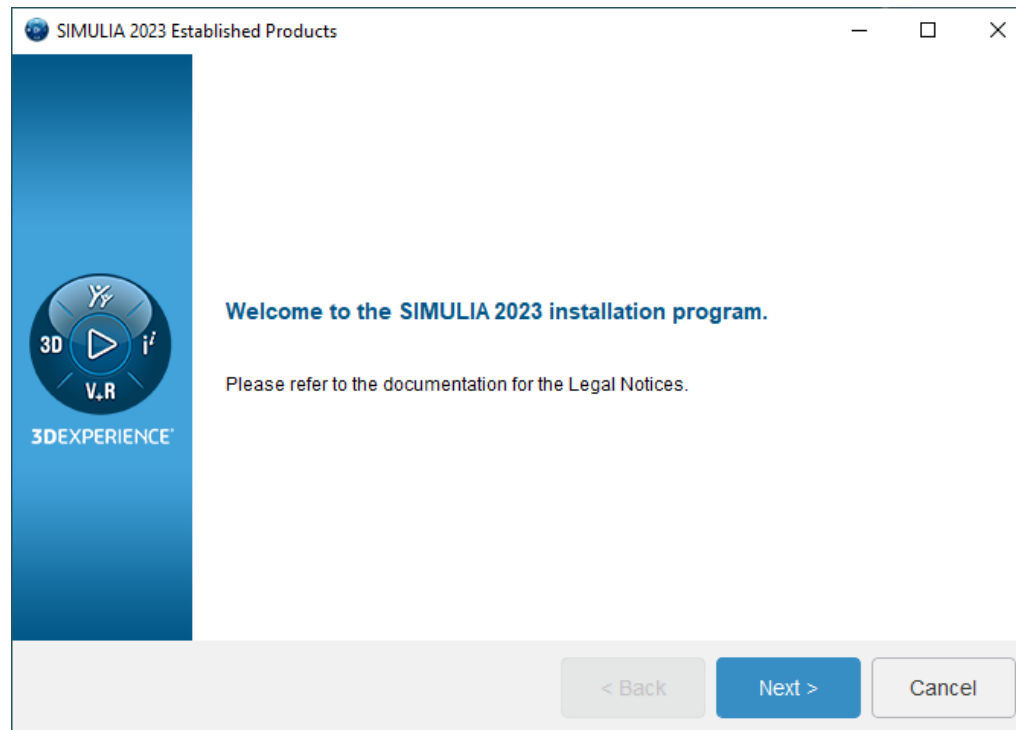 SIMULIA 2023 Established Products
3D
i i
V+R
3DEXPERIENCE
Welcome to the SIMULIA 2023 installation program.
Please refer to the documentation for the Legal Notices.
< Back
Next >
Cancel